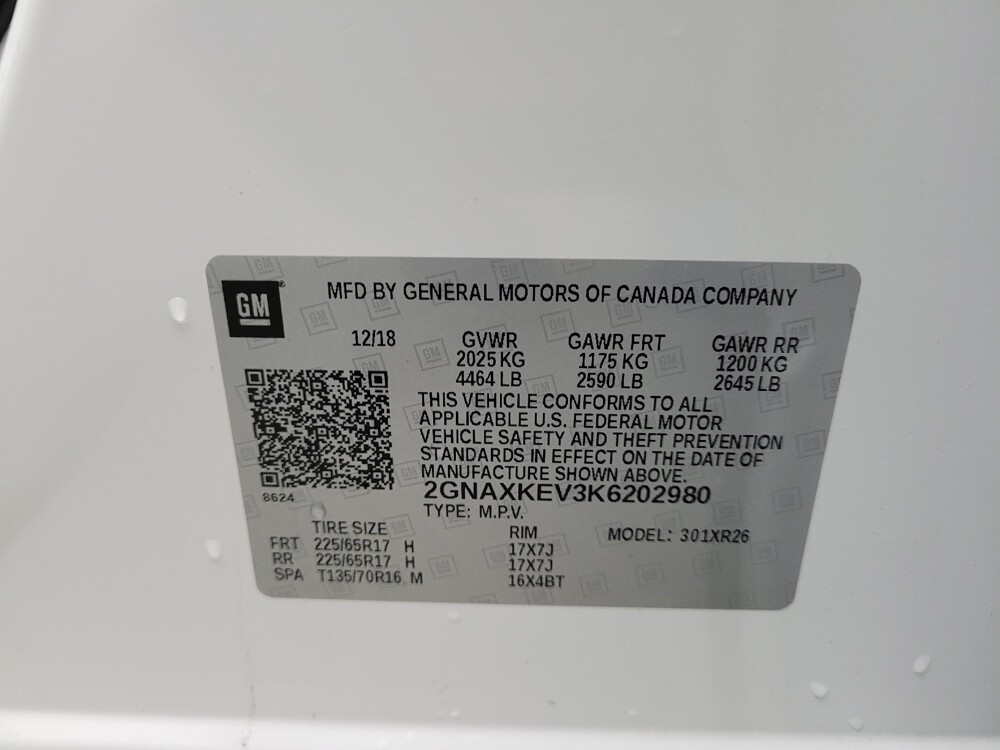 GM
MFD BY GENERAL MOTORS OF CANADA COMPANY
12/18 GVWR GAWR FRT GAWR RR
2025 KG 1175 KG 1200 KG
4464 LB 2590 LB 2645 LB
THIS VEHICLE CONFORMS TO ALL
APPLICABLE U.S. FEDERAL MOTOR
VEHICLE SAFETY AND THEFT PREVENTION
STANDARDS IN EFFECT ON THE DATE OF
MANUFACTURE SHOWN ABOVE.
8624
2GNAXKEV3K6202980
TYPE: M.P.V.
TIRE SIZE RIM MODEL: 301XR26
FRT 225/65R17 H 17X7J
RR 225/65R17 H 17X7J
SPA T135/70R16 M 16X4BT